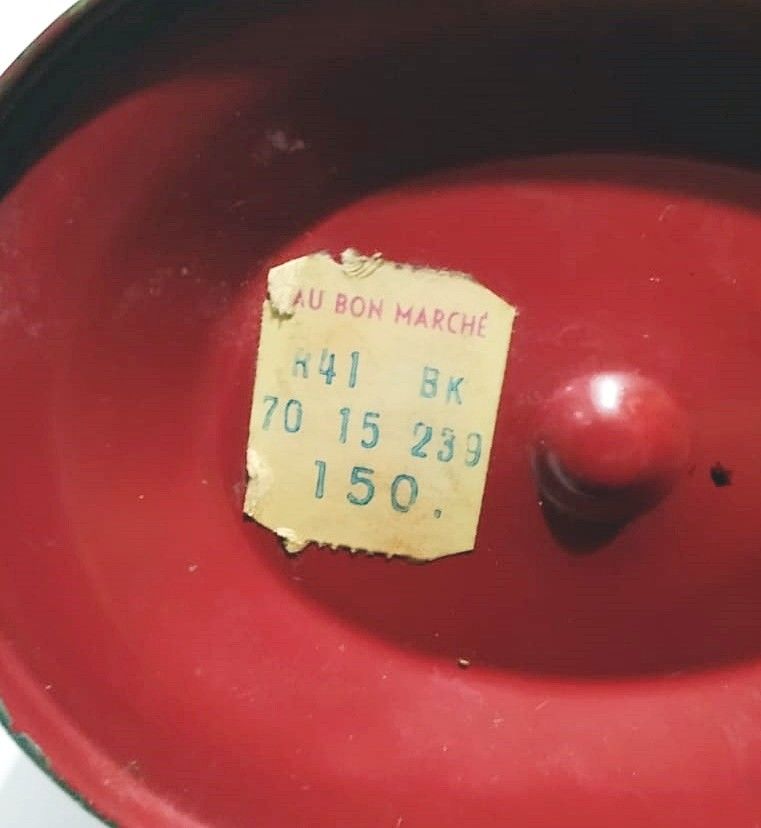 AU BON MARCHÉ
R41 BK
70 15 239
150.